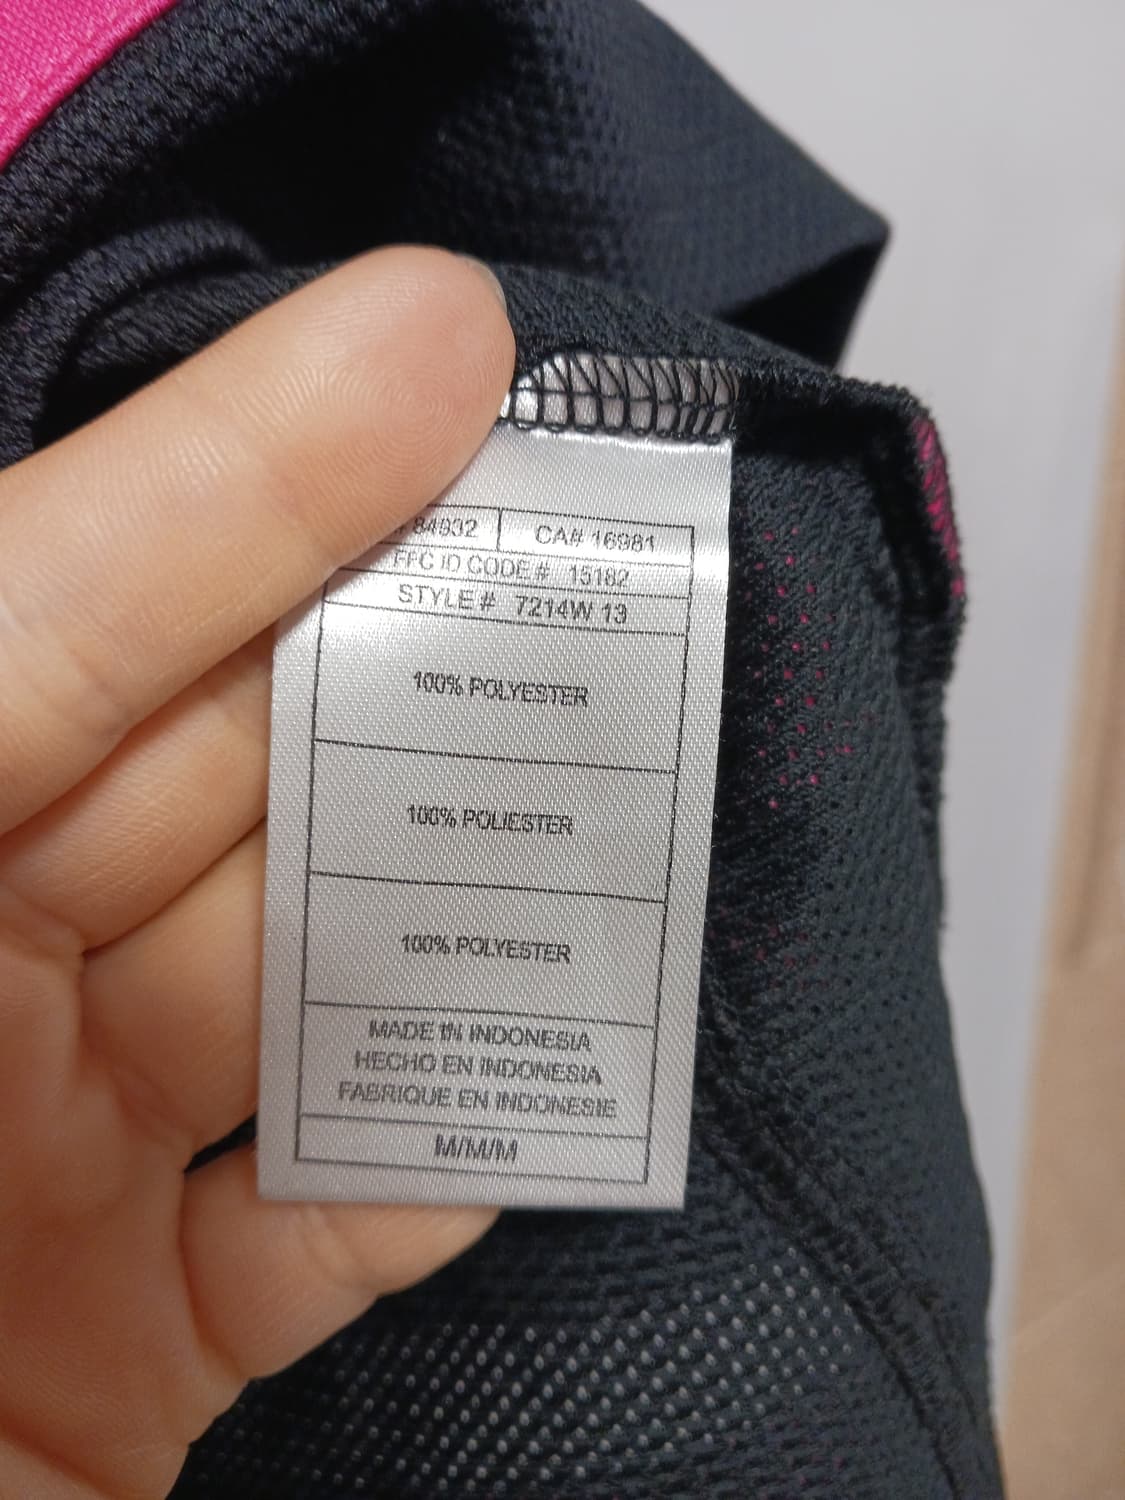 # 84932 CA# 16981
FFC ID CODE # 15182
STYLE # 7214W 13
100% POLYESTER
100% POLIESTER
100% POLYESTER
MADE IN INDONESIA
HECHO EN INDONESIA
FABRIQUE EN INDONESIE
M/M/M